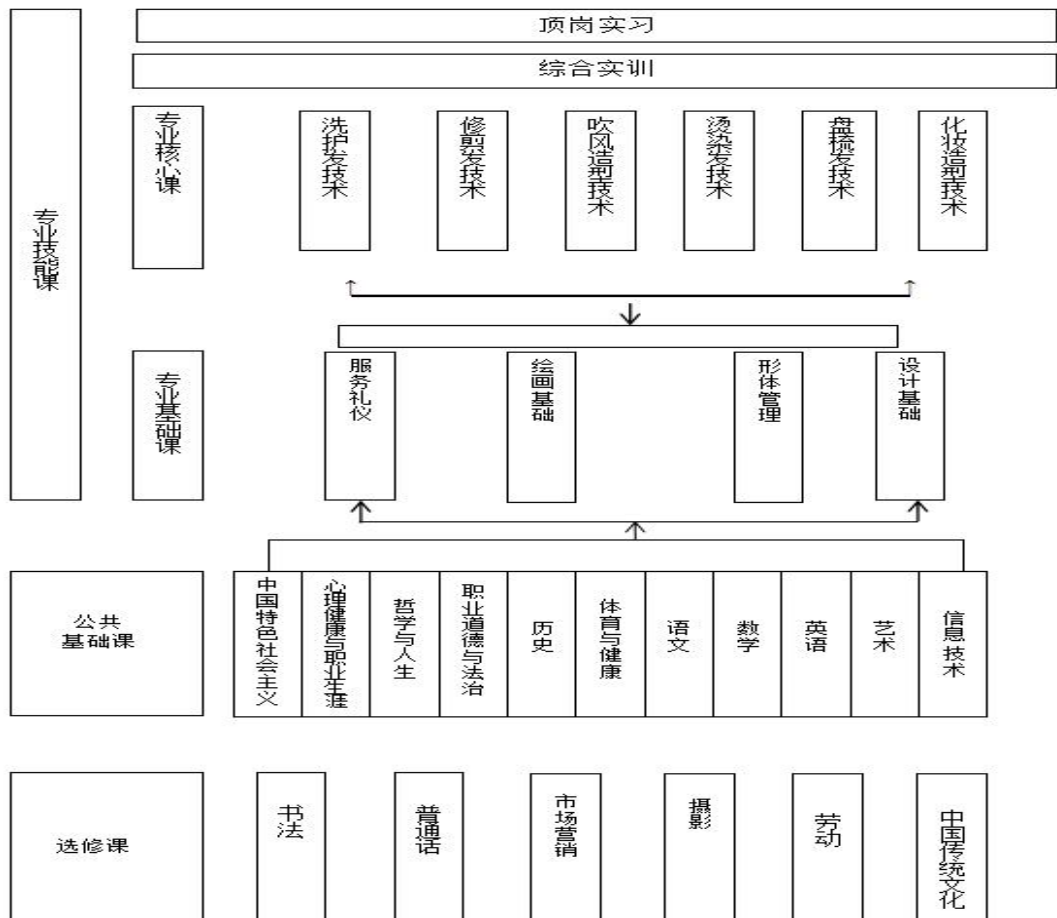 顶岗实习
综合实训
专业技能课
专业核心课
洗护发技术
修剪发技术
吹风造型技术
烫染发技术
盘梳发技术
化妆造型技术
专业基础课
服务礼仪
绘画基础
形体管理
设计基础
公共
基础课
中国特色社会主义
心理健康与职业生涯
哲学与人生
职业道德与法治
历史
体育与健康
语文
数学
英语
艺术
信息技术
选修课
书法
普通话
市场营销
摄影
劳动
中国传统文化